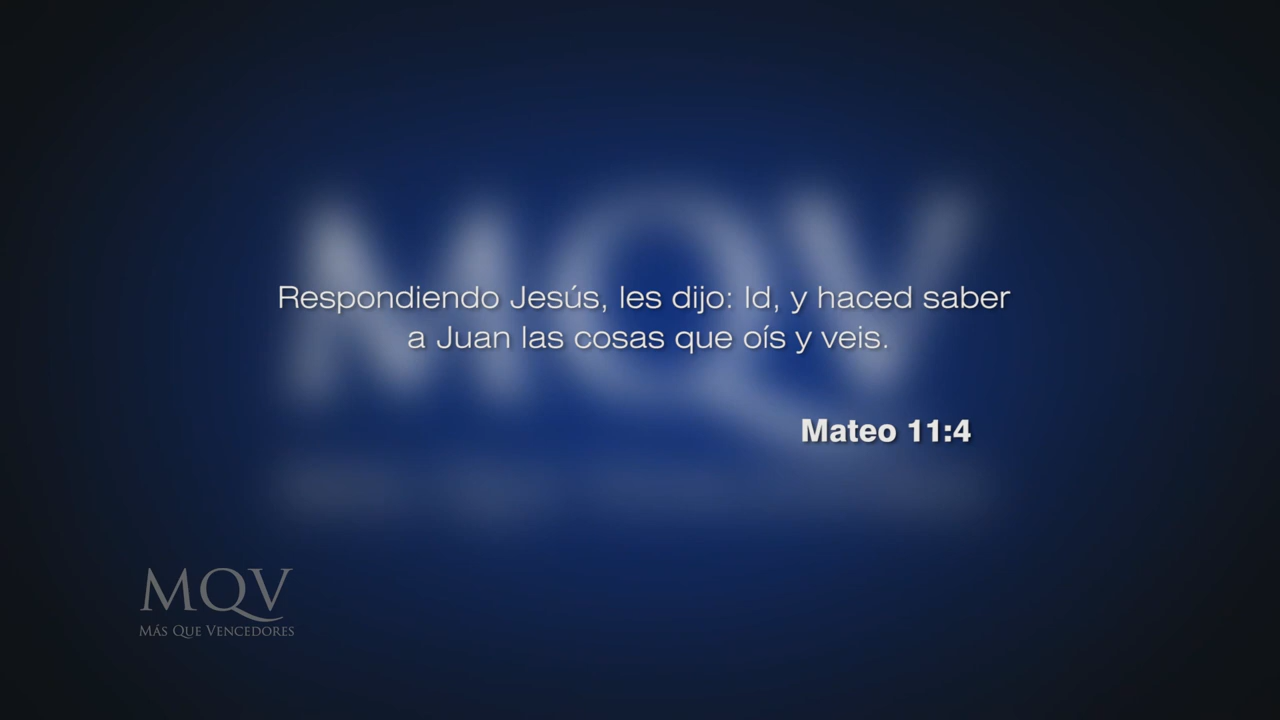 Respondiendo Jesús, les dijo: Id, y haced saber
a Juan las cosas que oís y veis.
Mateo 11:4
MQV
MQV
MÁS QUE VENCEDORES